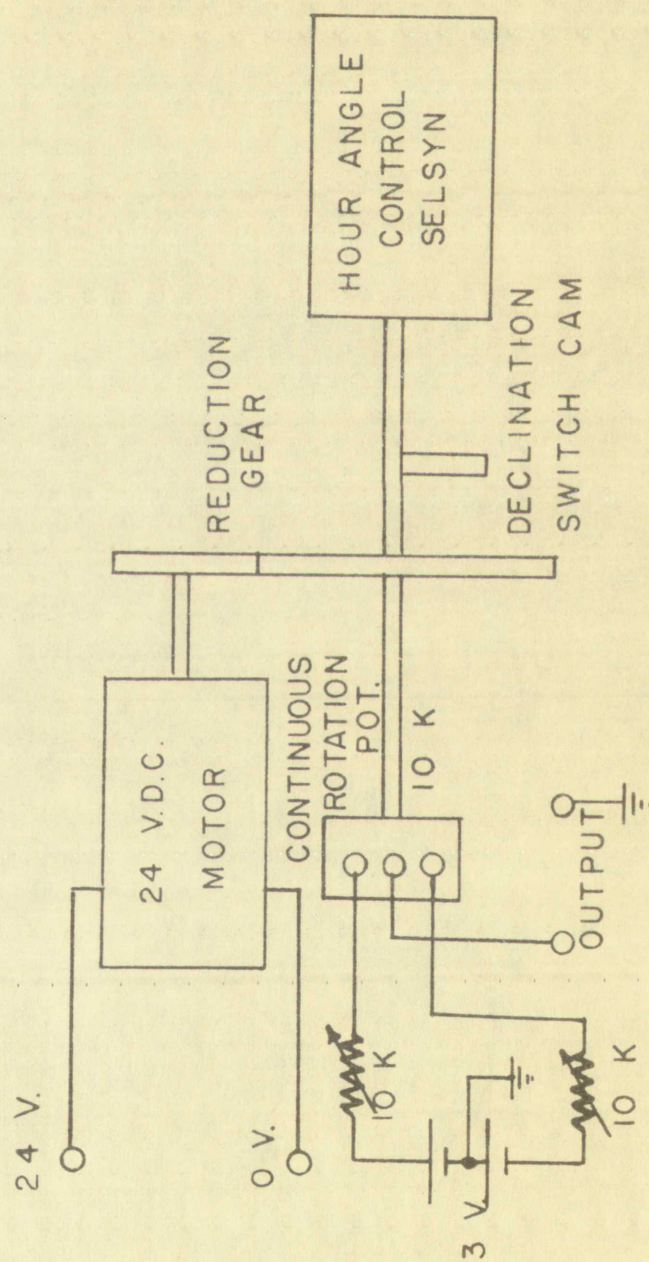 24 V.
0 V.
24 V.D.C.
MOTOR
REDUCTION
GEAR
CONTINUOUS
ROTATION
POT.
10 K
HOUR ANGLE
CONTROL
SELSYN
DECLINATION
SWITCH CAM
10 K
3 V.
10 K
OUTPUT